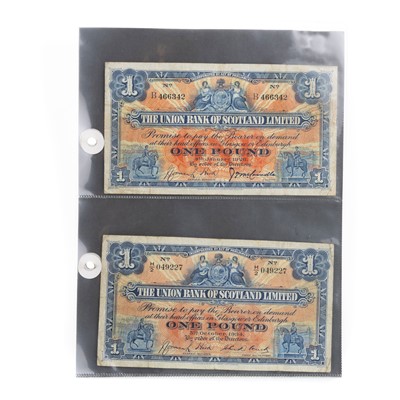 1
No
No
1
B 466342
B 466342
THE UNION BANK OF SCOTLAND LIMITED
Promise to pay the Bearer on demand
at their head offices in Glasgow or Edinburgh
ONE POUND
By order of the Directors
1
1
1
No
No
1
049227
049227
THE UNION BANK OF SCOTLAND LIMITED
Promise to pay the Bearer on demand
at their head offices in Glasgow or Edinburgh
ONE POUND
By order of the Directors
1
1